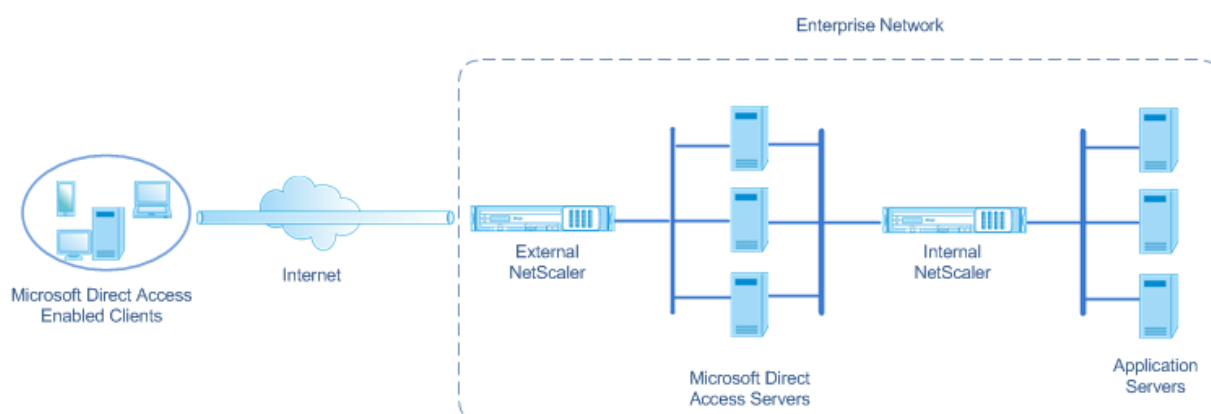 Enterprise Network
External
NetScaler
Internal
NetScaler
Internet
Microsoft Direct Access
Enabled Clients
Microsoft Direct
Access Servers
Application
Servers